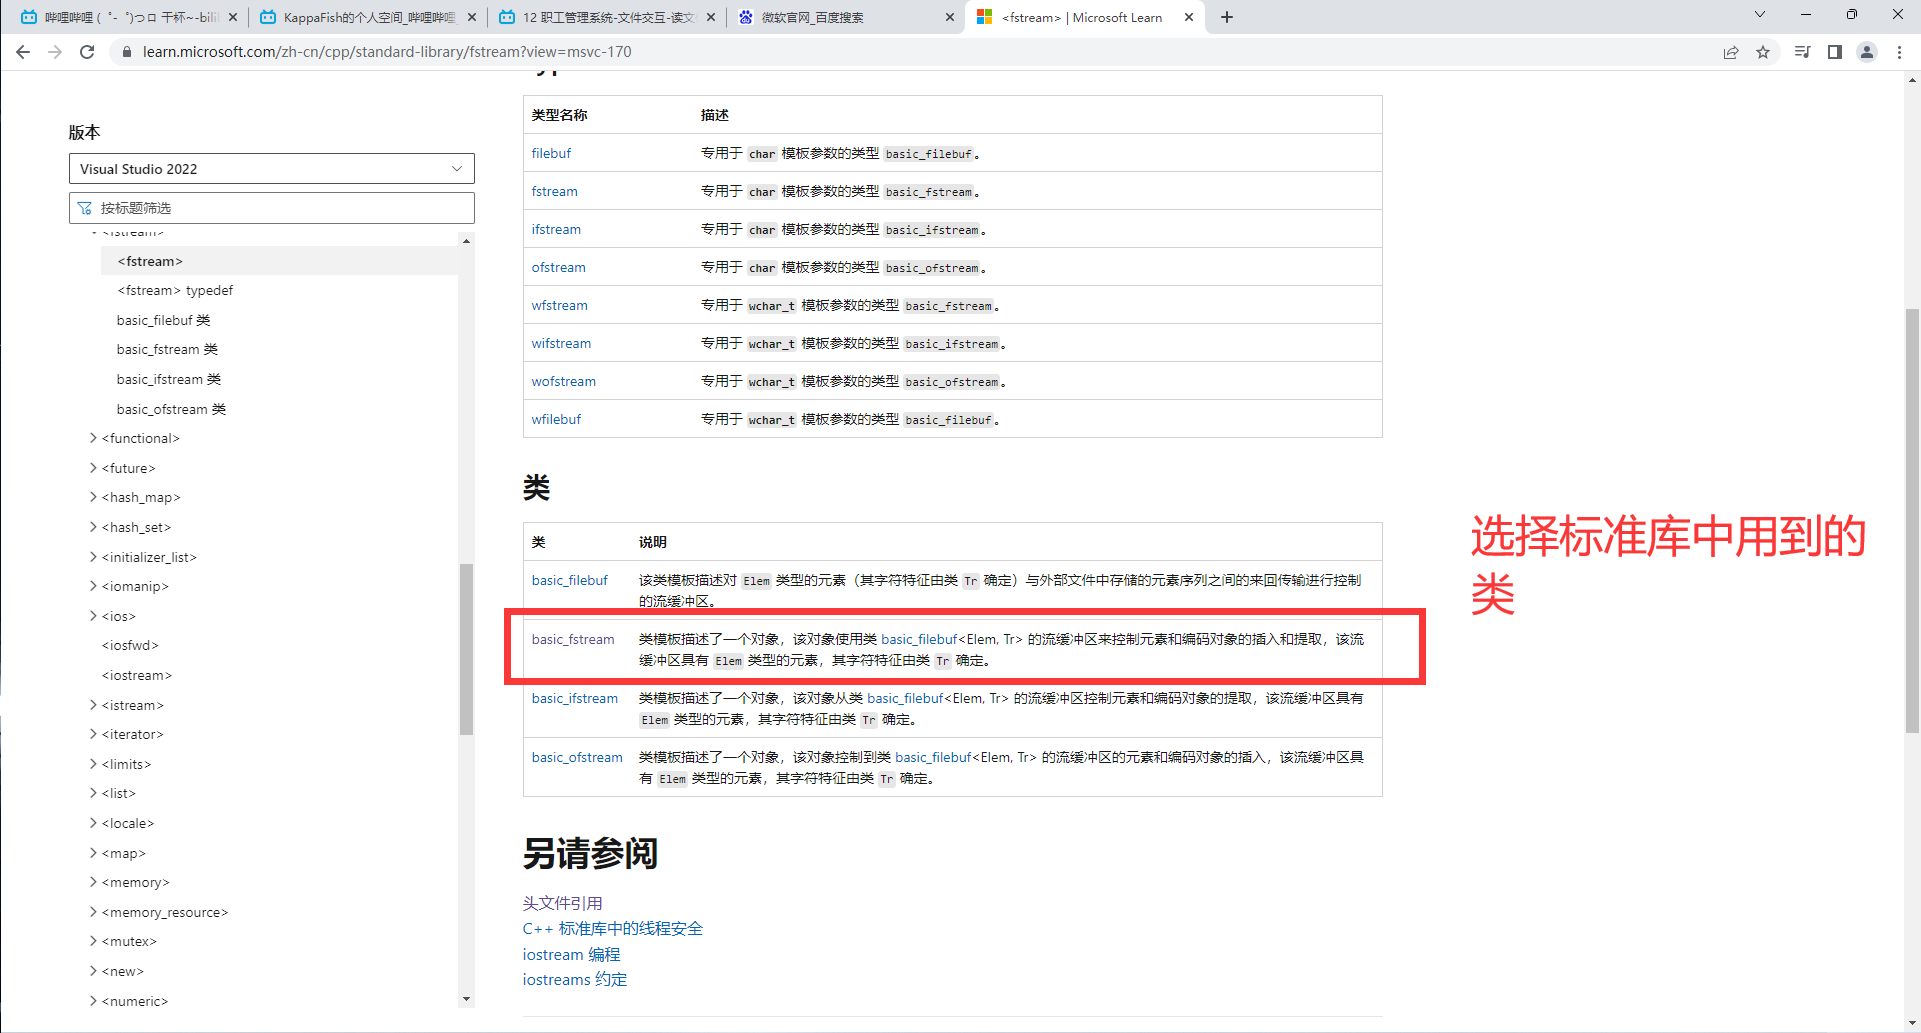 哔哩哔哩 ( ゜- ゜)つロ 干杯~-bili
KappaFish的个人空间_哔哩哔哩_
12 职工管理系统-文件交互-读文
微软官网_百度搜索
<fstream> | Microsoft Learn
learn.microsoft.com/zh-cn/cpp/standard-library/fstream?view=msvc-170
版本
Visual Studio 2022
按标题筛选
<fstream>
<fstream>
<fstream> typedef
basic_filebuf 类
basic_fstream 类
basic_ifstream 类
basic_ofstream 类
<functional>
<future>
<hash_map>
<hash_set>
<initializer_list>
<iomanip>
<ios>
<iosfwd>
<iostream>
<istream>
<iterator>
<limits>
<list>
<locale>
<map>
<memory>
<memory_resource>
<mutex>
<new>
<numeric>
类型名称 描述
filebuf 专用于 char 模板参数的类型 basic_filebuf。
fstream 专用于 char 模板参数的类型 basic_fstream。
ifstream 专用于 char 模板参数的类型 basic_ifstream。
ofstream 专用于 char 模板参数的类型 basic_ofstream。
wfstream 专用于 wchar_t 模板参数的类型 basic_fstream。
wifstream 专用于 wchar_t 模板参数的类型 basic_ifstream。
wofstream 专用于 wchar_t 模板参数的类型 basic_ofstream。
wfilebuf 专用于 wchar_t 模板参数的类型 basic_filebuf。
类
类 说明
basic_filebuf 该类模板描述对 Elem 类型的元素（其字符特征由类 Tr 确定）与外部文件中存储的元素序列之间的来回传输进行控制
的流缓冲区。
basic_fstream 类模板描述了一个对象，该对象使用类 basic_filebuf<Elem, Tr> 的流缓冲区来控制元素和编码对象的插入和提取，该流
缓冲区具有 Elem 类型的元素，其字符特征由类 Tr 确定。
basic_ifstream 类模板描述了一个对象，该对象从类 basic_filebuf<Elem, Tr> 的流缓冲区控制元素和编码对象的提取，该流缓冲区具有
Elem 类型的元素，其字符特征由类 Tr 确定。
basic_ofstream 类模板描述了一个对象，该对象控制到类 basic_filebuf<Elem, Tr> 的流缓冲区的元素和编码对象的插入，该流缓冲区具
有 Elem 类型的元素，其字符特征由类 Tr 确定。
另请参阅
头文件引用
C++ 标准库中的线程安全
iostream 编程
iostreams 约定
选择标准库中用到的
类